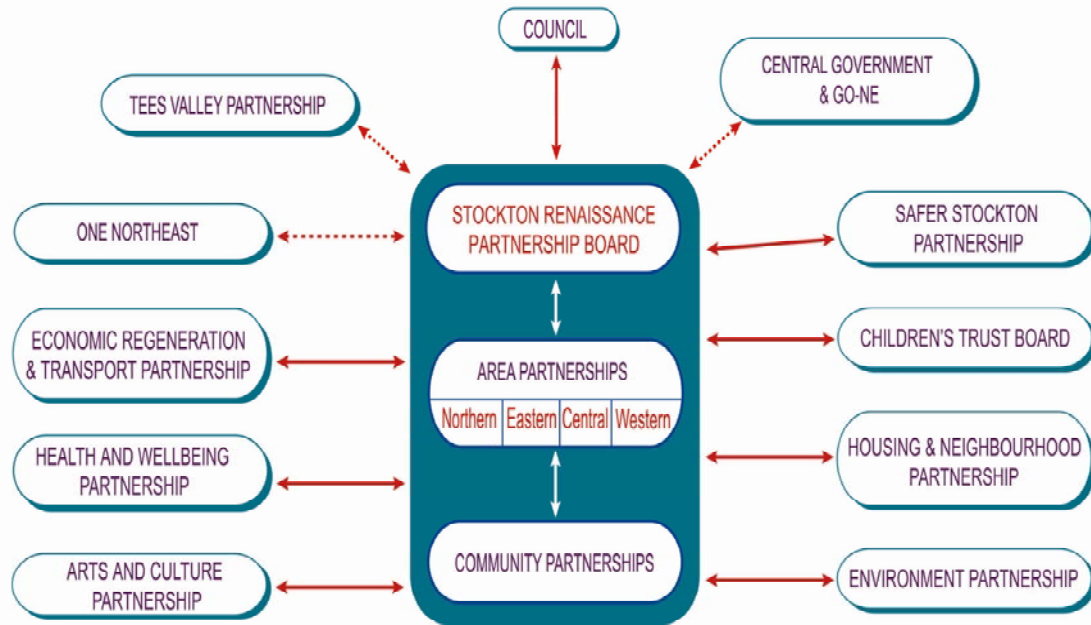 COUNCIL
CENTRAL GOVERNMENT
& GO-NE
TEES VALLEY PARTNERSHIP
STOCKTON RENAISSANCE
PARTNERSHIP BOARD
ONE NORTHEAST
SAFER STOCKTON
PARTNERSHIP
ECONOMIC REGENERATION
& TRANSPORT PARTNERSHIP
AREA PARTNERSHIPS
Northern Eastern Central Western
CHILDREN'S TRUST BOARD
HEALTH AND WELLBEING
PARTNERSHIP
HOUSING & NEIGHBOURHOOD
PARTNERSHIP
ARTS AND CULTURE
PARTNERSHIP
COMMUNITY PARTNERSHIPS
ENVIRONMENT PARTNERSHIP